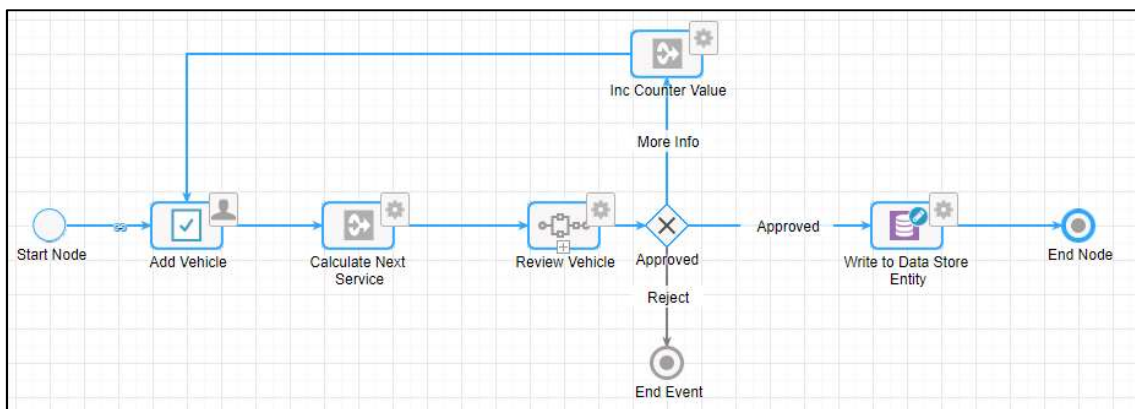 Inc Counter Value
More Info
Start Node
Add Vehicle
Calculate Next
Service
Review Vehicle
Approved
Approved
Write to Data Store
Entity
End Node
Reject
End Event